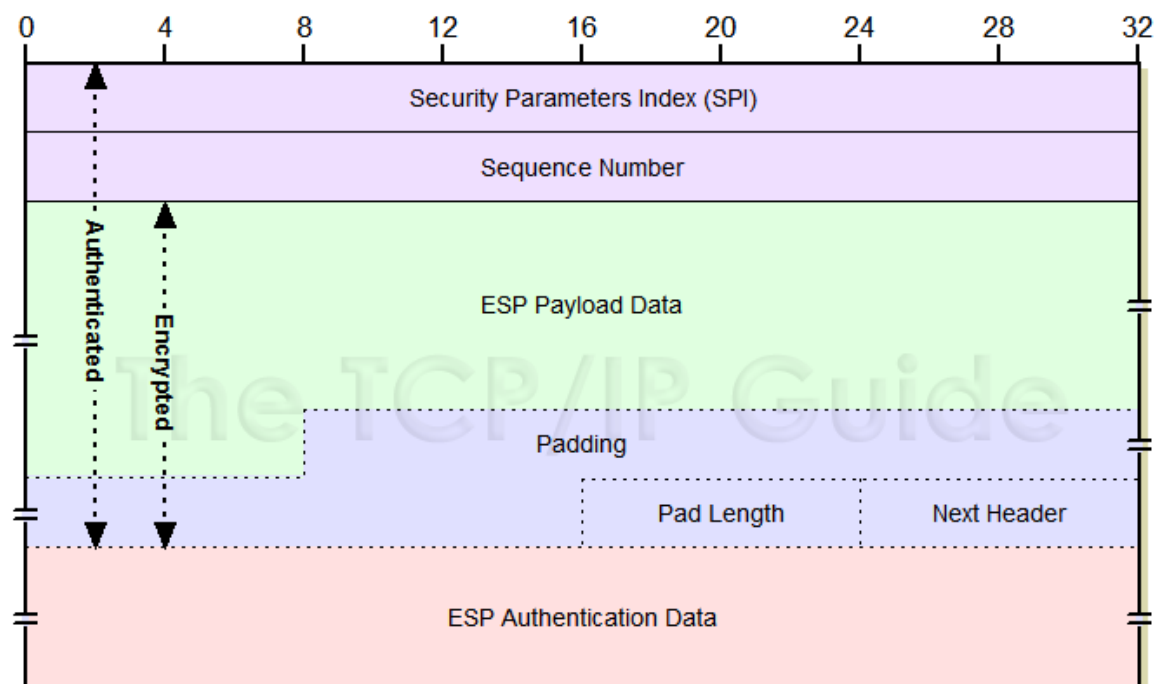 0 4 8 12 16 20 24 28 32
Security Parameters Index (SPI)
Sequence Number
Authenticated
Encrypted
ESP Payload Data
The TCP/IP Guide
Padding
Pad Length Next Header
ESP Authentication Data